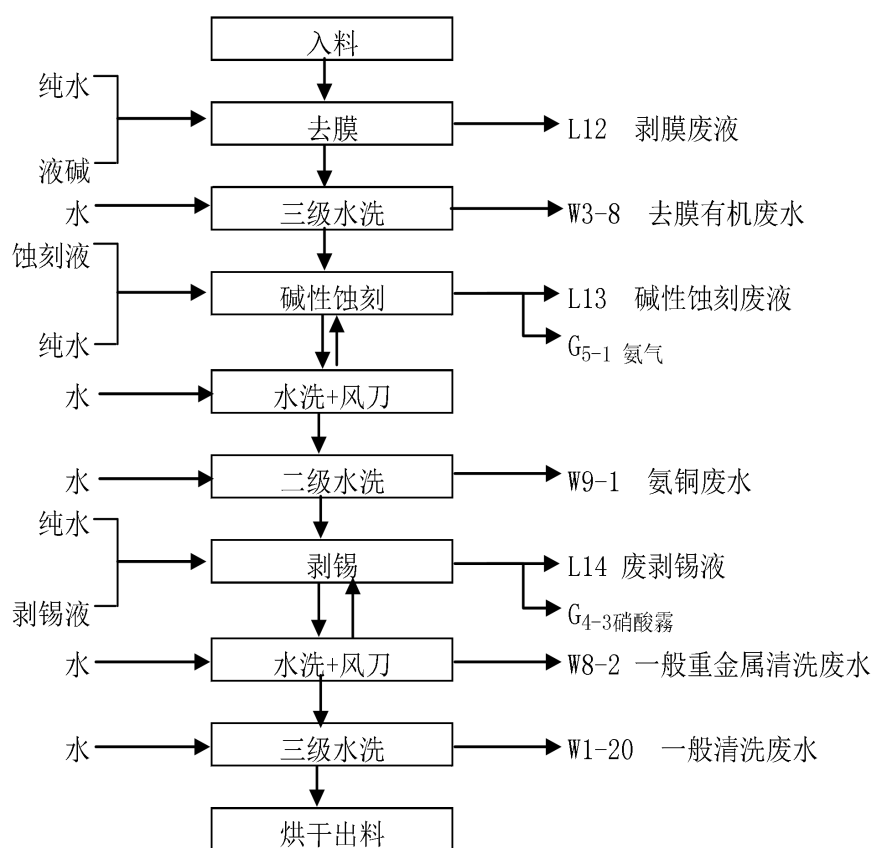 入料
纯水
去膜
L12 剥膜废液
液碱
水
三级水洗
W3-8 去膜有机废水
蚀刻液
碱性蚀刻
L13 碱性蚀刻废液
纯水
G5-1 氨气
水
水洗+风刀
水
二级水洗
W9-1 氨铜废水
纯水
剥锡
L14 废剥锡液
剥锡液
G4-3硝酸霧
水
水洗+风刀
W8-2 一般重金属清洗废水
水
三级水洗
W1-20 一般清洗废水
烘干出料